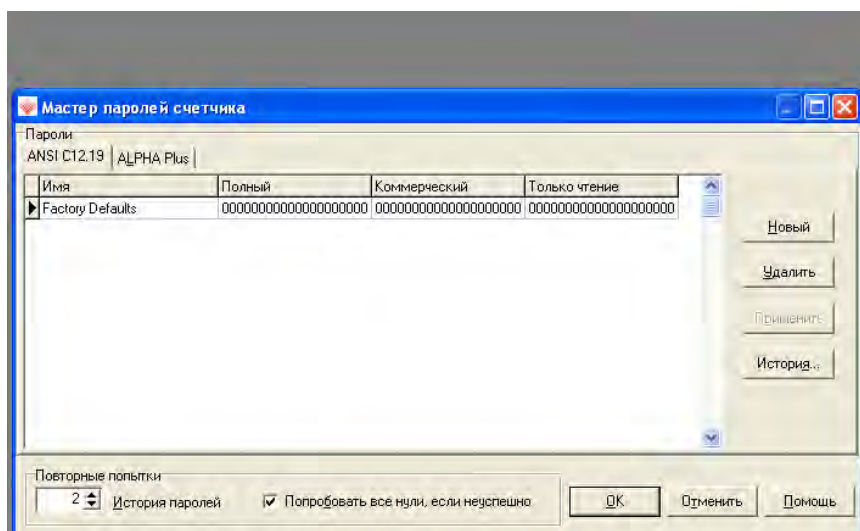 Мастер паролей счетчика
Пароли
ANSI C12.19 ALPHA Plus
Имя Полный Коммерческий Только чтение
Factory Defaults 00000000000000000000 00000000000000000000 00000000000000000000
Новый
Удалить
Применить
История...
Повторные попытки
2 История паролей Попробовать все нули, если неуспешно OK Отменить Помощь